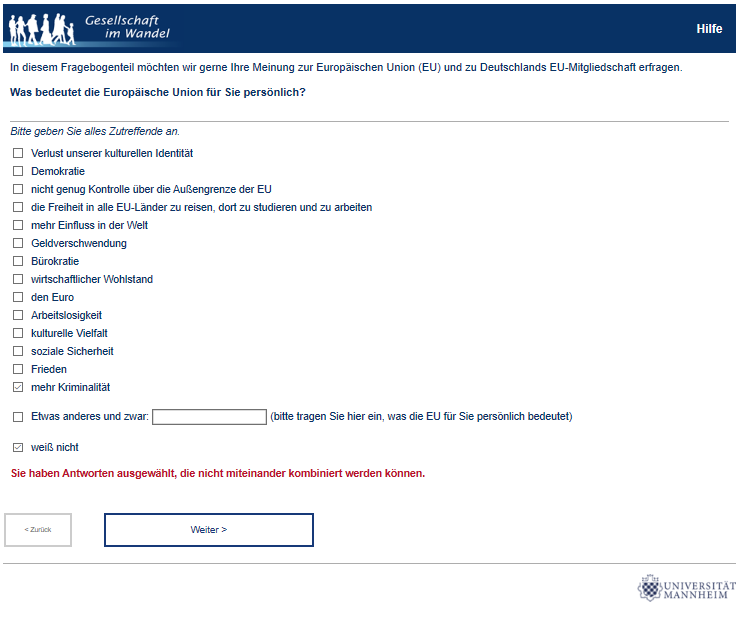 Gesellschaft
im Wandel
Hilfe
In diesem Fragebogenteil möchten wir gerne Ihre Meinung zur Europäischen Union (EU) und zu Deutschlands EU-Mitgliedschaft erfragen.
Was bedeutet die Europäische Union für Sie persönlich?
Bitte geben Sie alles Zutreffende an.
Verlust unserer kulturellen Identität
Demokratie
nicht genug Kontrolle über die Außengrenze der EU
die Freiheit in alle EU-Länder zu reisen, dort zu studieren und zu arbeiten
mehr Einfluss in der Welt
Geldverschwendung
Bürokratie
wirtschaftlicher Wohlstand
den Euro
Arbeitslosigkeit
kulturelle Vielfalt
soziale Sicherheit
Frieden
mehr Kriminalität
Etwas anderes und zwar: (bitte tragen Sie hier ein, was die EU für Sie persönlich bedeutet)
weiß nicht
Sie haben Antworten ausgewählt, die nicht miteinander kombiniert werden können.
< Zurück
Weiter >
UNIVERSITÄT
MANNHEIM